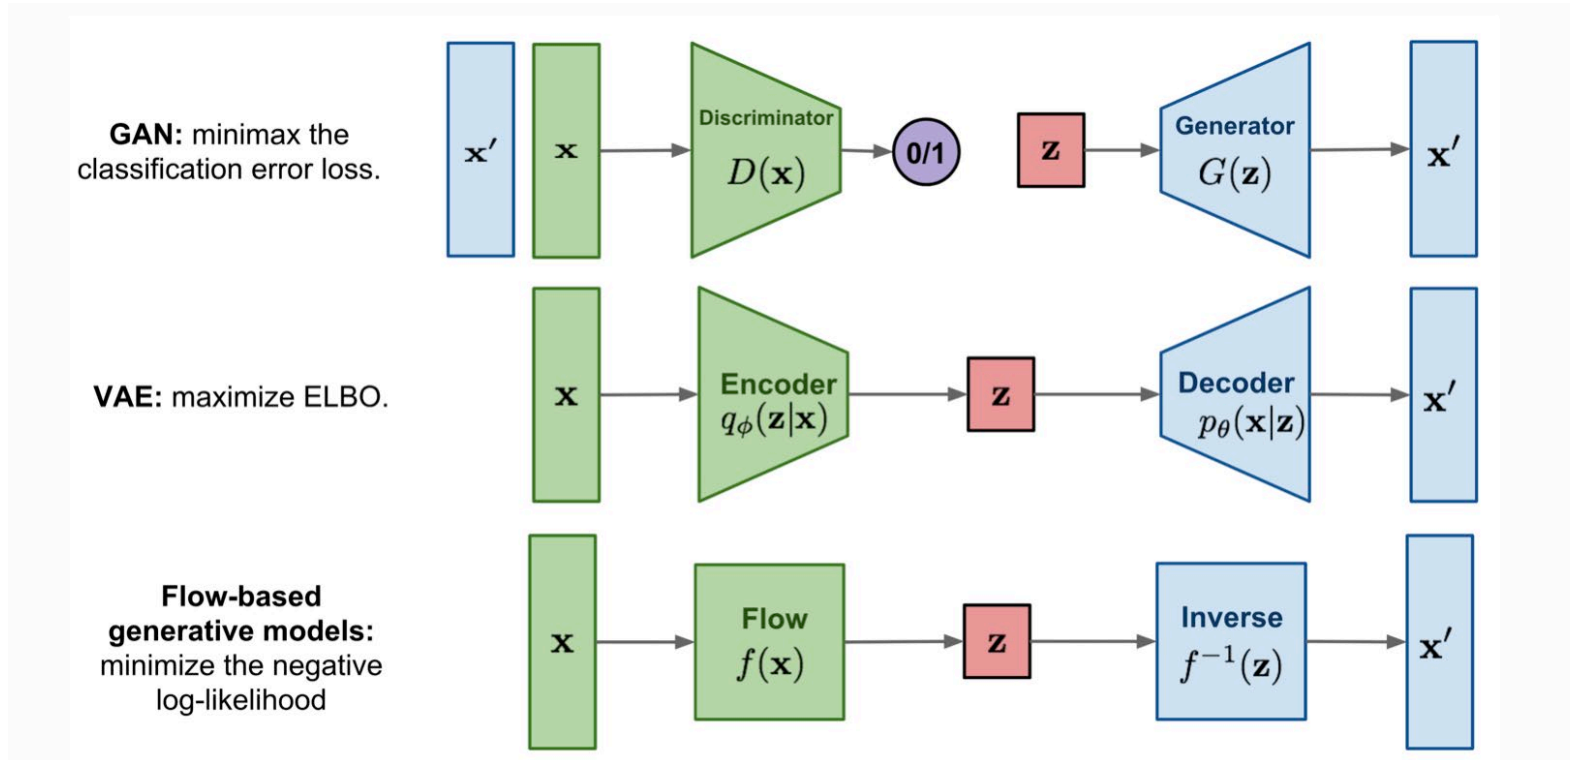 GAN: minimax the
classification error loss.
x′
x
Discriminator
D(x)
0/1
z
Generator
G(z)
x′
VAE: maximize ELBO.
x
Encoder
qϕ(z|x)
z
Decoder
pθ(x|z)
x′
Flow-based
generative models:
minimize the negative
log-likelihood
x
Flow
f(x)
z
Inverse
f⁻¹(z)
x′